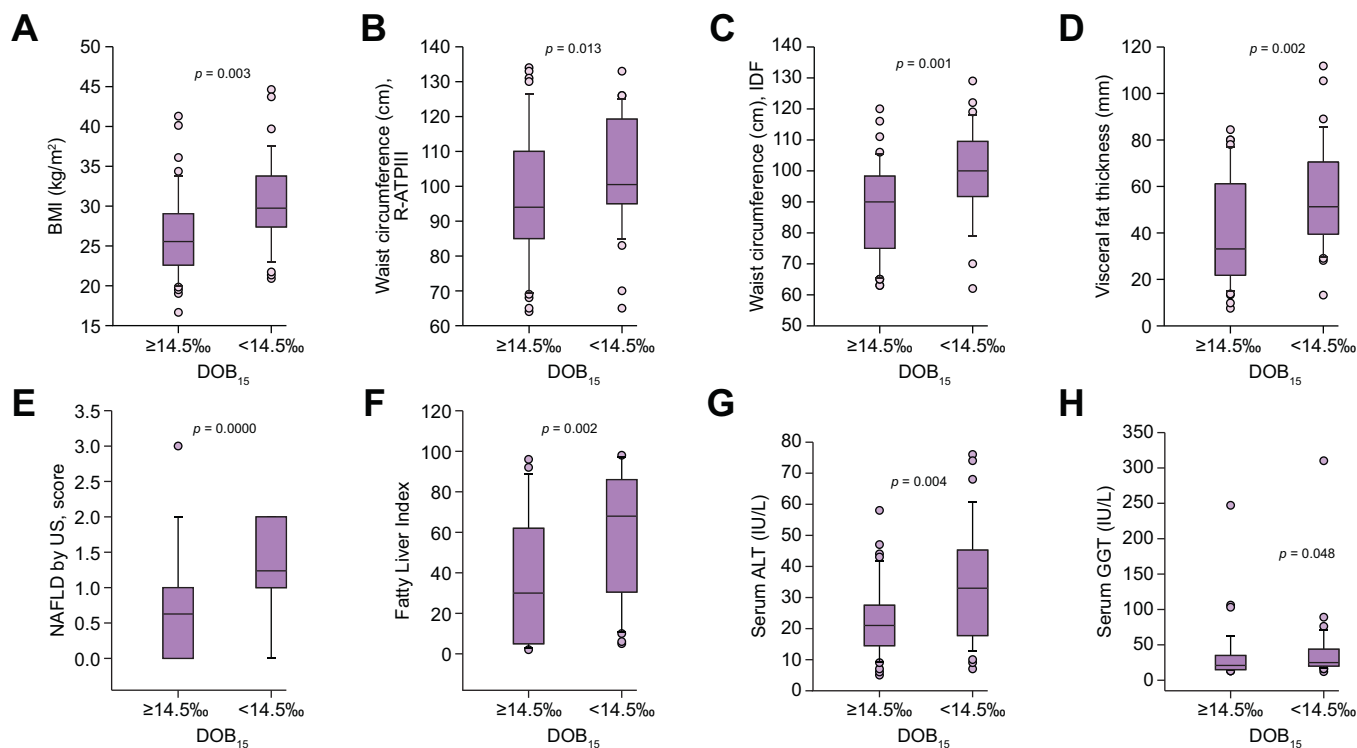 A
BMI (kg/m²)
50
45
40
35
30
25
20
15
p = 0.003
≥14.5‰ <14.5‰
DOB₁₅
B
Waist circumference (cm),
R-ATPIII
140
130
120
110
100
90
80
70
60
p = 0.013
≥14.5‰ <14.5‰
DOB₁₅
C
Waist circumference (cm), IDF
140
130
120
110
100
90
80
70
60
50
p = 0.001
≥14.5‰ <14.5‰
DOB₁₅
D
Visceral fat thickness (mm)
120
100
80
60
40
20
0
p = 0.002
≥14.5‰ <14.5‰
DOB₁₅
E
NAFLD by US, score
3.5
3.0
2.5
2.0
1.5
1.0
0.5
0.0
p = 0.0000
≥14.5‰ <14.5‰
DOB₁₅
F
Fatty Liver Index
120
100
80
60
40
20
0
p = 0.002
≥14.5‰ <14.5‰
DOB₁₅
G
Serum ALT (IU/L)
80
70
60
50
40
30
20
10
0
p = 0.004
≥14.5‰ <14.5‰
DOB₁₅
H
Serum GGT (IU/L)
350
300
250
200
150
100
50
0
p = 0.048
≥14.5‰ <14.5‰
DOB₁₅